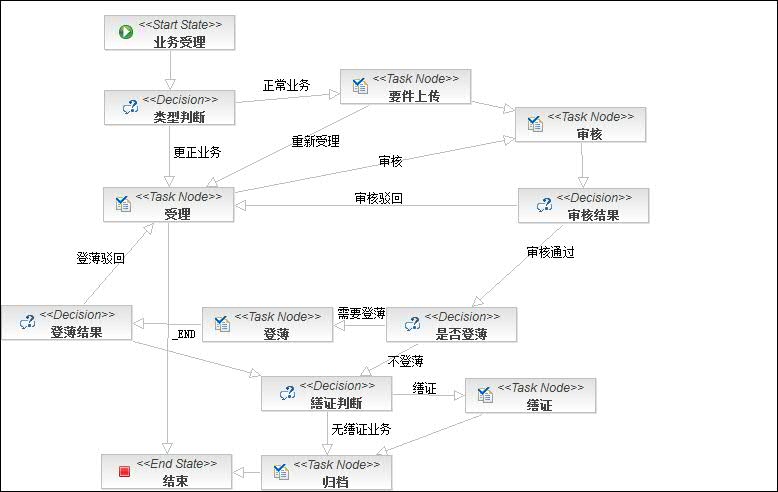 <<Start State>>
业务受理
<<Decision>>
类型判断
正常业务
<<Task Node>>
要件上传
<<Task Node>>
审核
更正业务
重新受理
审核
<<Task Node>>
受理
审核驳回
<<Decision>>
审核结果
登薄驳回
审核通过
<<Decision>>
登薄结果
_END
<<Task Node>>
登薄
需要登薄
<<Decision>>
是否登薄
不登薄
<<Decision>>
缮证判断
缮证
<<Task Node>>
缮证
无缮证业务
<<End State>>
结束
<<Task Node>>
归档